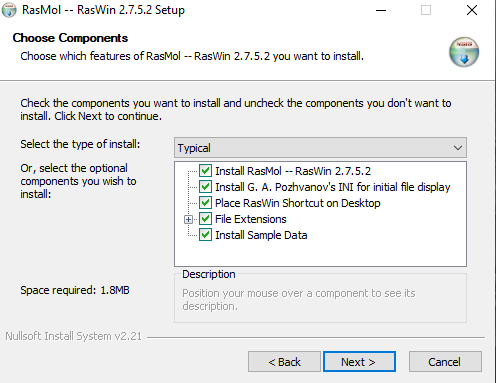 RasMol -- RasWin 2.7.5.2 Setup
Choose Components
Choose which features of RasMol -- RasWin 2.7.5.2 you want to install.
Check the components you want to install and uncheck the components you don't want to
install. Click Next to continue.
Select the type of install:
Typical
Or, select the optional
components you wish to
install:
Install RasMol -- RasWin 2.7.5.2
Install G. A. Pozhvanov's INI for initial file display
Place RasWin Shortcut on Desktop
File Extensions
Install Sample Data
Space required: 1.8MB
Description
Position your mouse over a component to see its
description.
Nullsoft Install System v2.21
< Back
Next >
Cancel